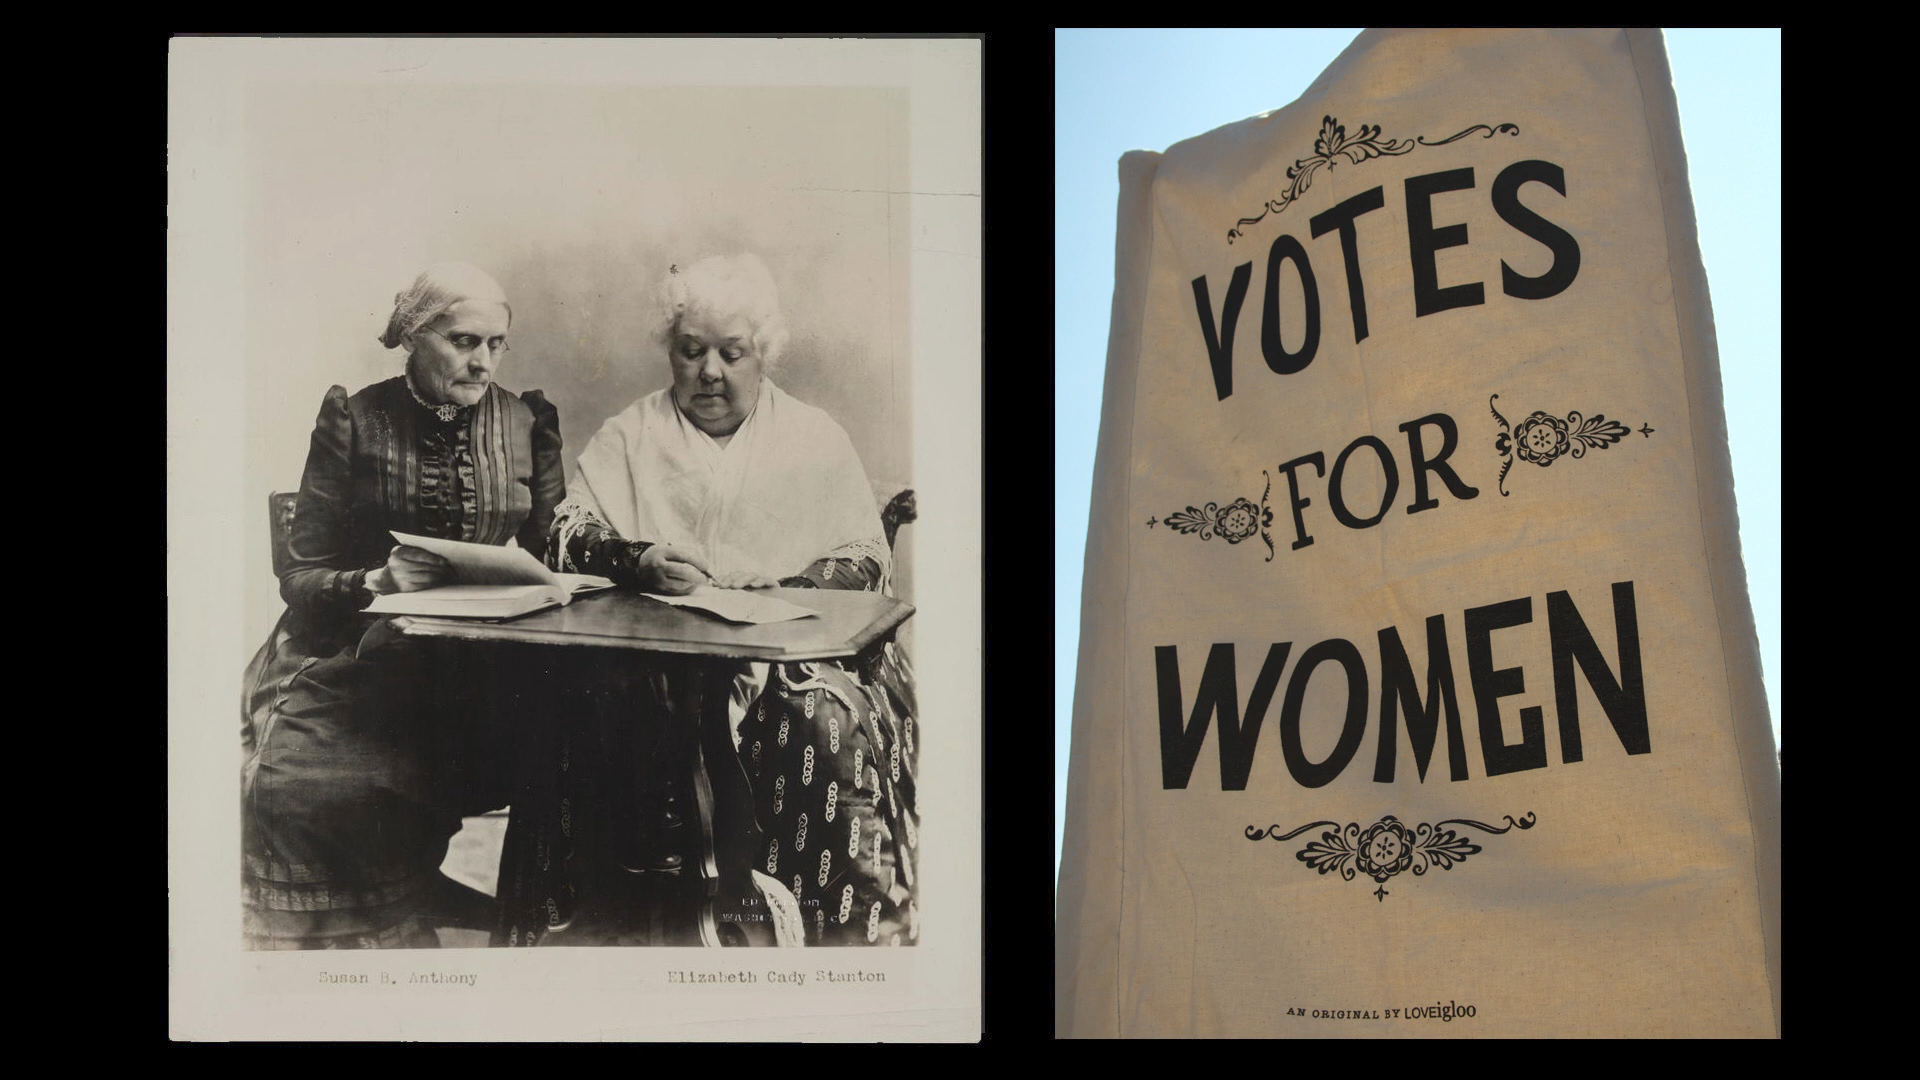 Susan B. Anthony
Elizabeth Cady Stanton
VOTES
FOR
WOMEN
AN ORIGINAL BY LOVEigloo